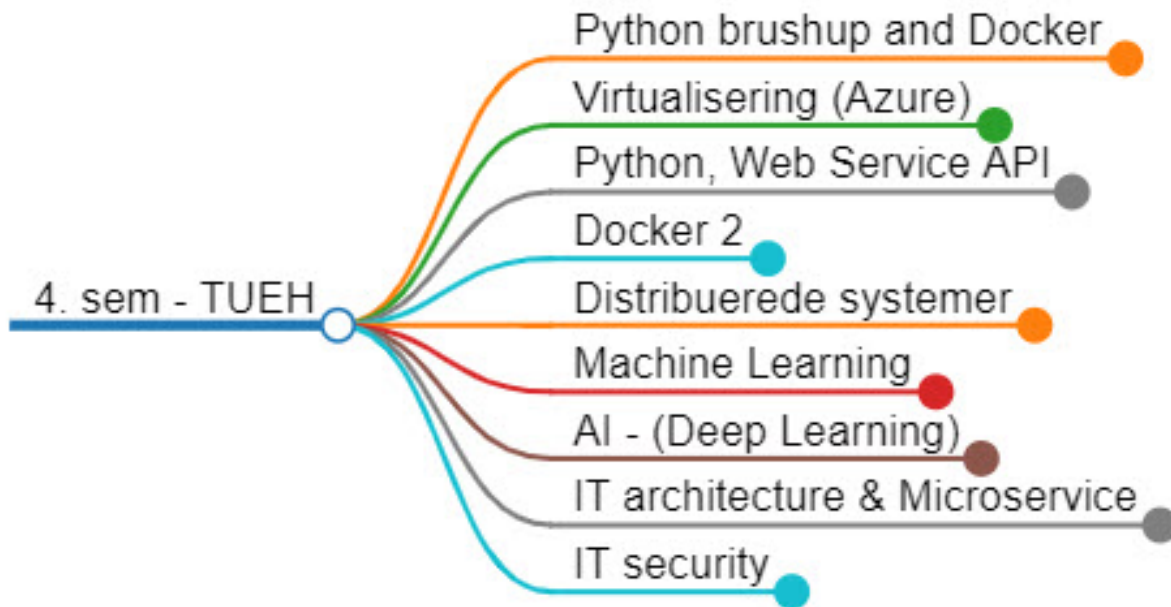 Python brushup and Docker
Virtualisering (Azure)
Python, Web Service API
Docker 2
4. sem - TUEH
Distribuerede systemer
Machine Learning
AI - (Deep Learning)
IT architecture & Microservice
IT security